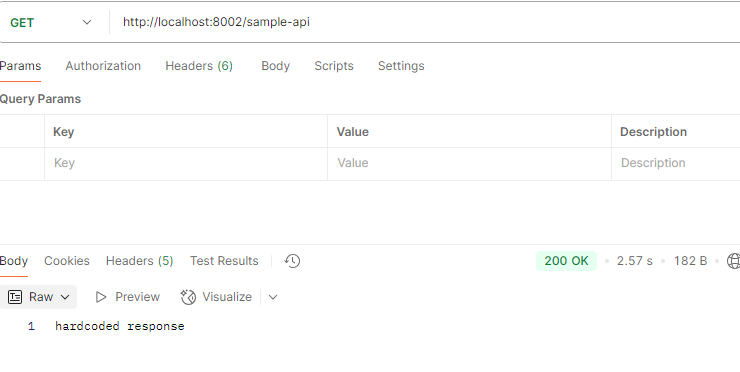 GET http://localhost:8002/sample-api
Params Authorization Headers (6) Body Scripts Settings
Query Params
Key Value Description
Key Value Description
Body Cookies Headers (5) Test Results 200 OK • 2.57 s • 182 B •
Raw Preview Visualize
1 hardcoded response